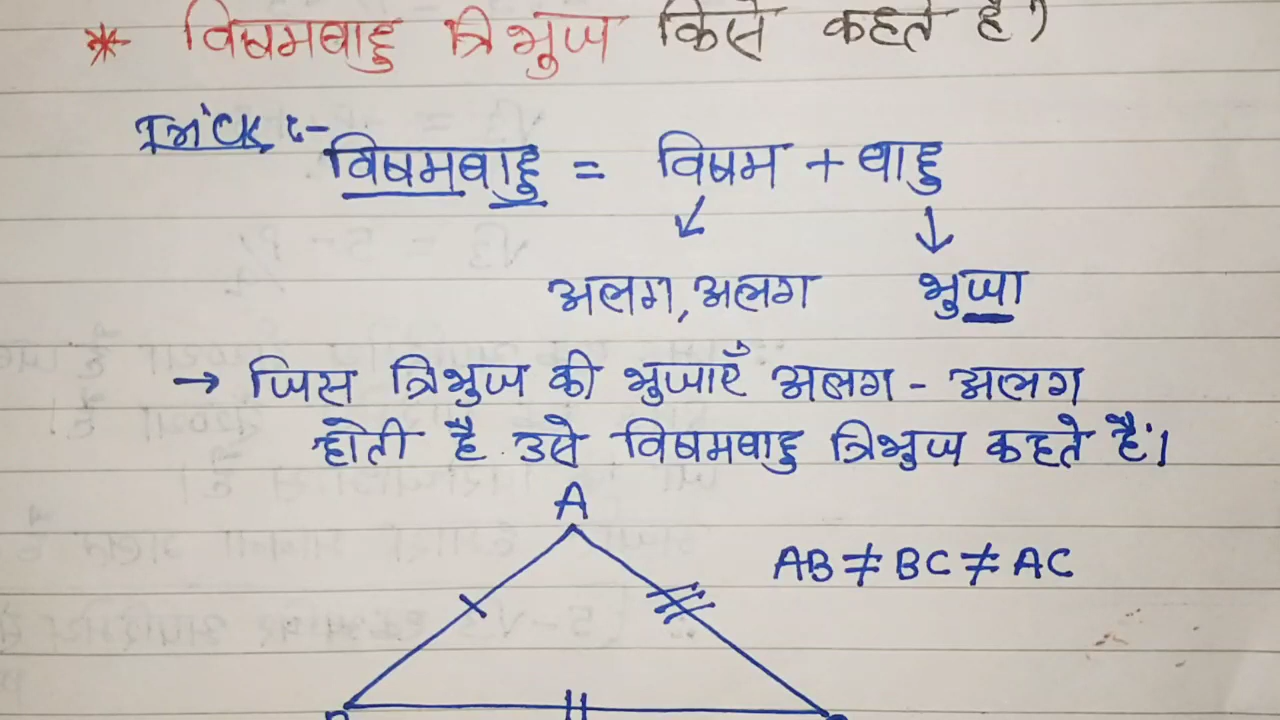 * विषमबाहु त्रिभुज किसे कहते हैं?
Trick :-
विषमबाहु = विषम + बाहु
अलग, अलग भुजा
→ जिस त्रिभुज की भुजाएँ अलग - अलग
होती है उसे विषमबाहु त्रिभुज कहते हैं।
A
AB ≠ BC ≠ AC